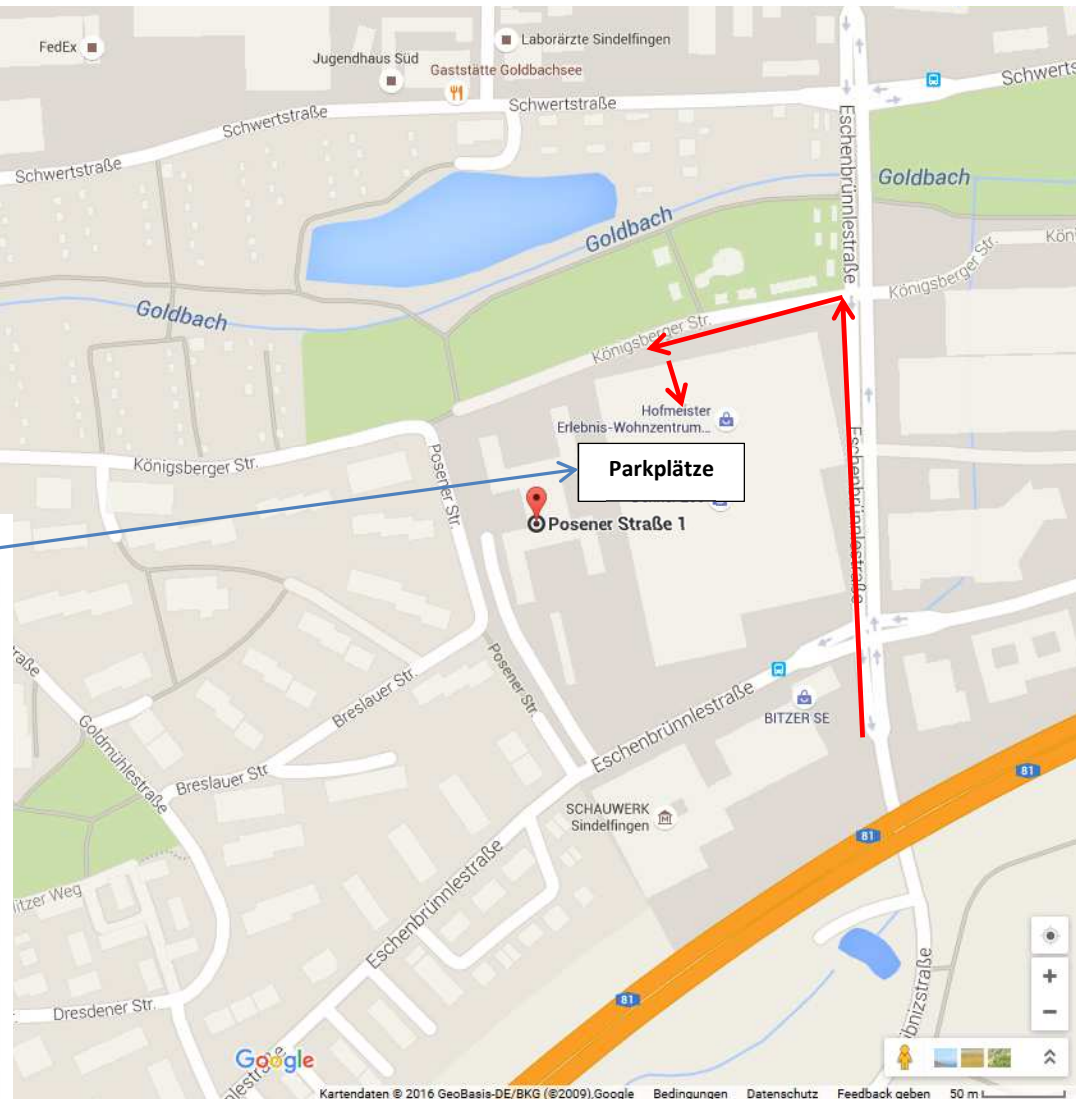 FedEx
Jugendhaus Süd
Laborärzte Sindelfingen
Gaststätte Goldbachsee
Schwertstraße
Schwertstraße
Schwertstraße
Eschenbrünnlestraße
Goldbach
Goldbach
Goldbach
Königsberger Str.
Königsberger Str.
Hofmeister
Erlebnis-Wohnzentrum...
Königsberger Str.
Posener Str.
Parkplätze
Posener Straße 1
Eschenbrünnlestraße
Posener Str.
Breslauer Str.
Eschenbrünnlestraße
BITZER SE
Goldmühlestraße
Breslauer Str.
81
SCHAUWERK
Sindelfingen
81
Eschenbrünnlestraße
Dresdener Str.
81
Google
Kartendaten © 2016 GeoBasis-DE/BKG (©2009),Google Bedingungen Datenschutz Feedback geben 50 m